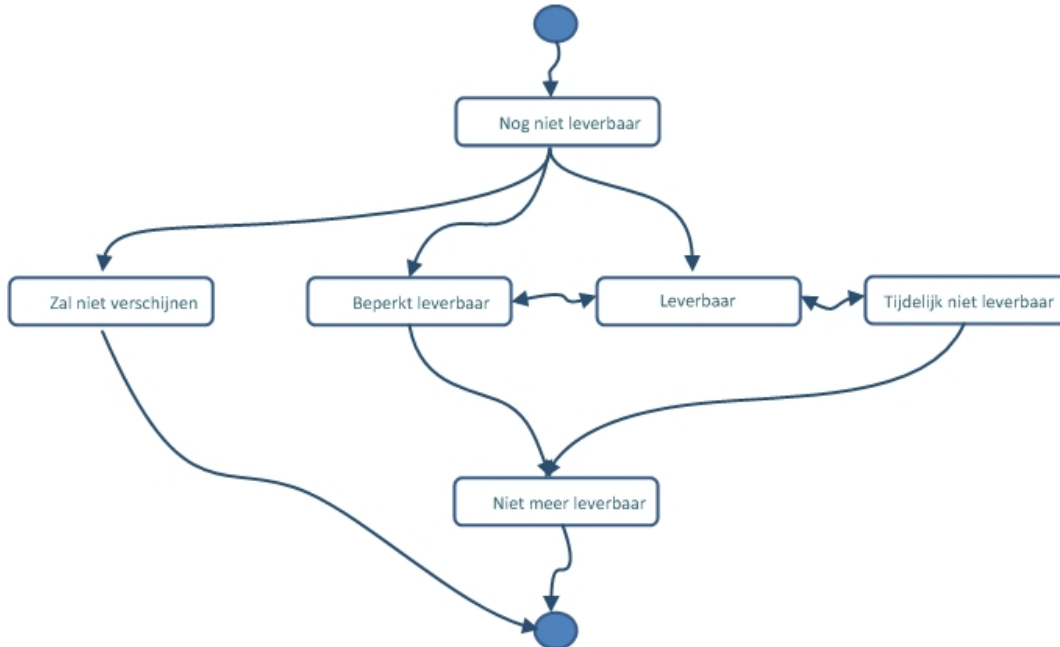 Nog niet leverbaar
Zal niet verschijnen
Beperkt leverbaar
Leverbaar
Tijdelijk niet leverbaar
Niet meer leverbaar